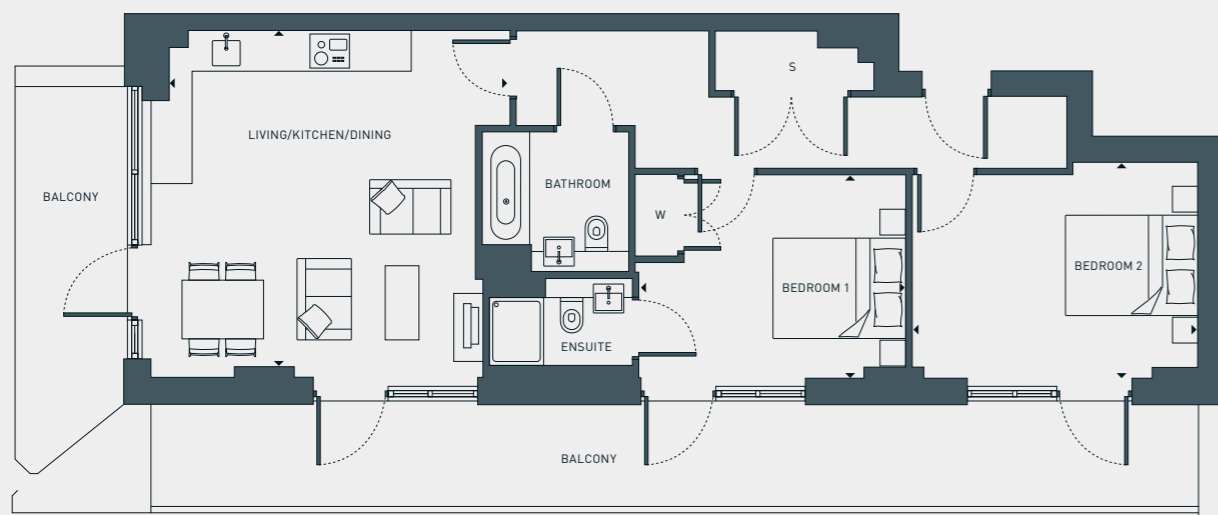 S
LIVING/KITCHEN/DINING
BATHROOM
BALCONY
W
BEDROOM 2
BEDROOM 1
ENSUITE
BALCONY